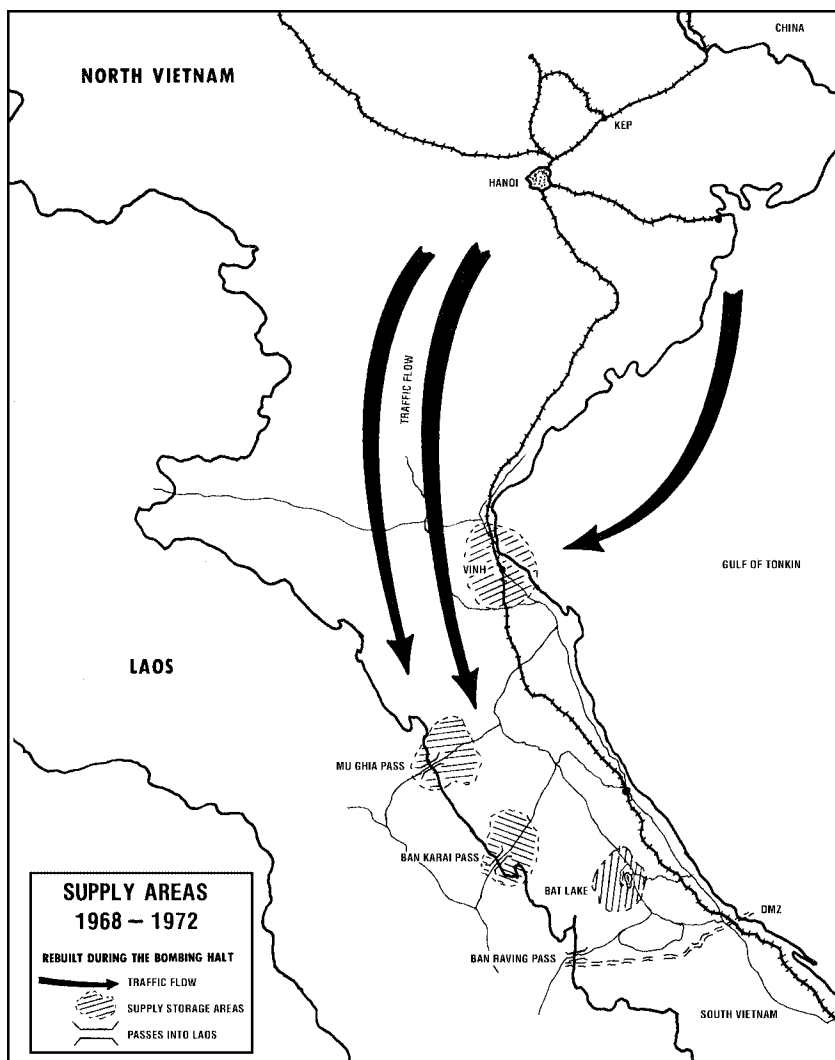 CHINA
NORTH VIETNAM
KEP
HANOI
TRAFFIC FLOW
VINH
GULF OF TONKIN
LAOS
MU GHIA PASS
BAN KARAI PASS
BAT LAKE
DMZ
BAN RAVING PASS
SOUTH VIETNAM
SUPPLY AREAS
1968 – 1972
REBUILT DURING THE BOMBING HALT
TRAFFIC FLOW
SUPPLY STORAGE AREAS
PASSES INTO LAOS